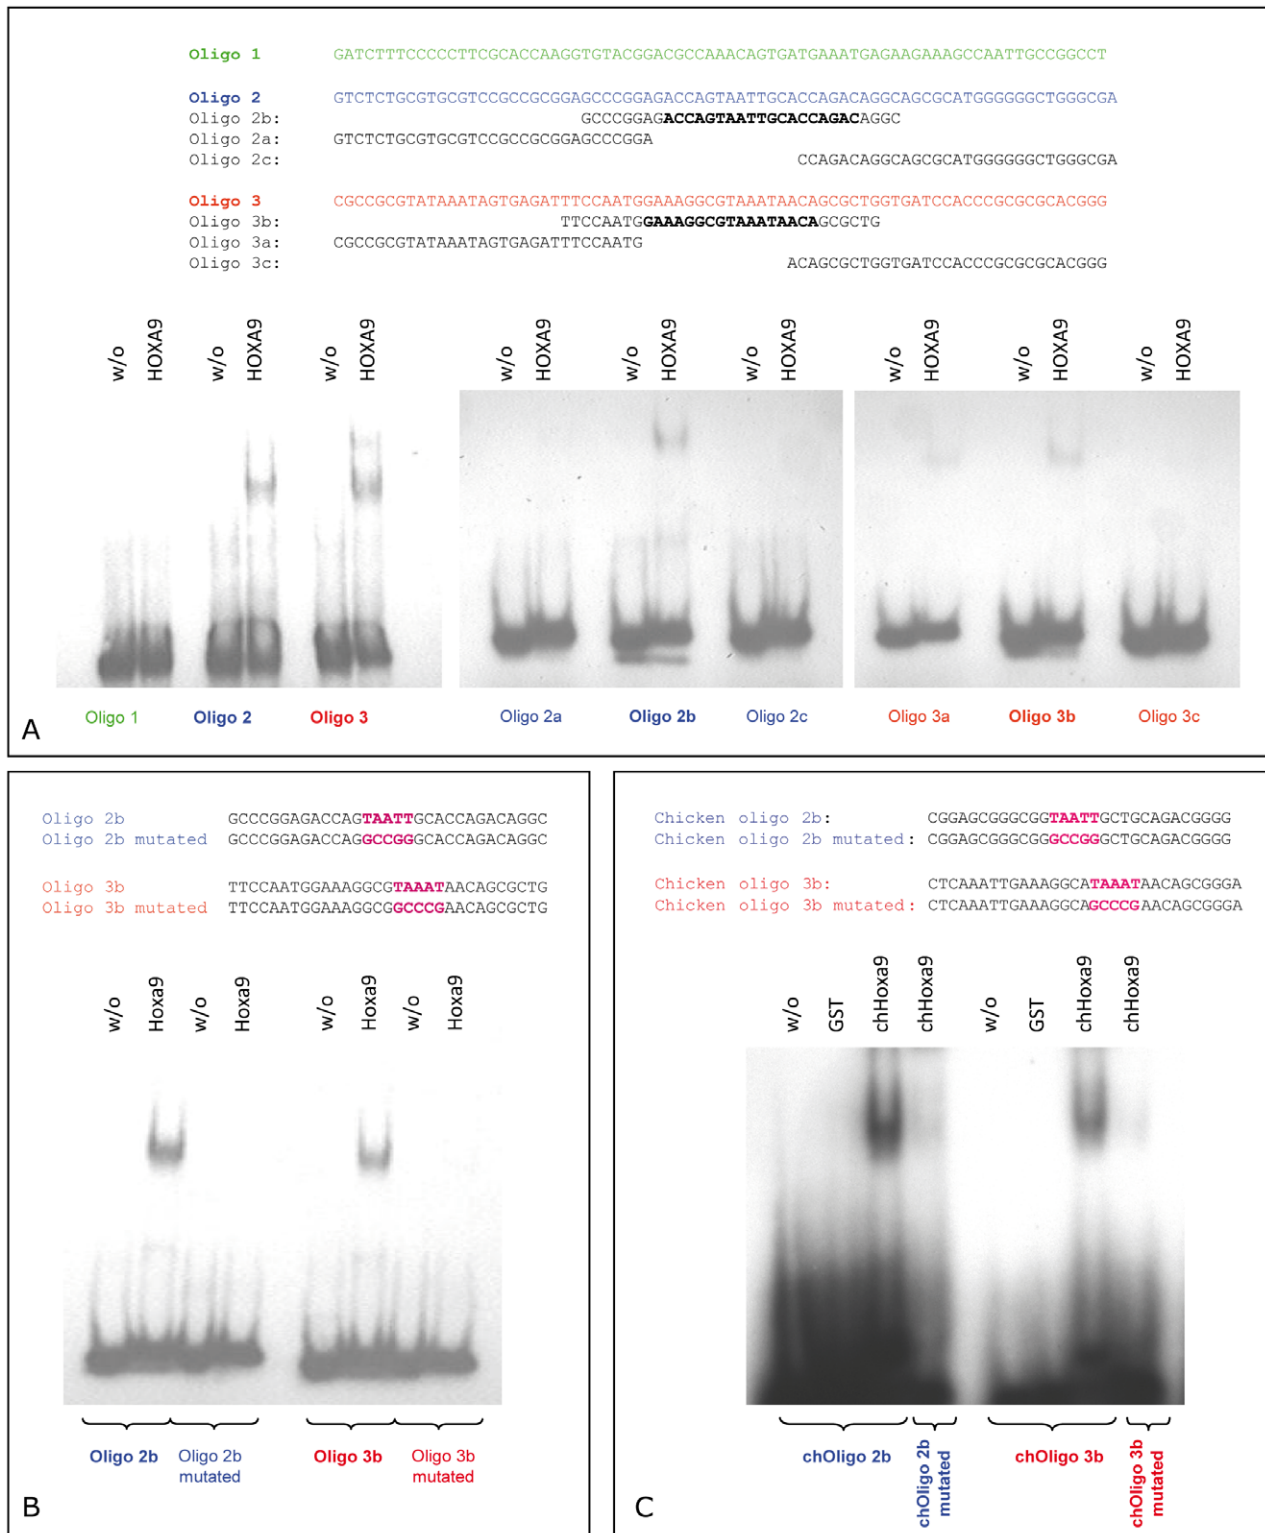 Oligo 1 GATCTTTCCCCCTTCGCACCAAGGTGTACGGACGCCAAACAGTGATGAAATGAGAAGAAAGCCAATTGCCGGCCT
Oligo 2 GTCTCTGCGTGCGTCCGCCGCGGAGCCCGGAGACCAGTAATTGCACCAGACAGGCAGCGCATGGGGGGCTGGGCGA
Oligo 2b: GCCCGGAGACCAGTAATTGCACCAGACAGGC
Oligo 2a: GTCTCTGCGTGCGTCCGCCGCGGAGCCCGGA
Oligo 2c: CCAGACAGGCAGCGCATGGGGGGCTGGGCGA
Oligo 3 CGCCGCGTATAAATAGTGAGATTTCCAATGGAAAGGCGTAAATAACAGCGCTGGTGATCCACCCGCGCGCACGGG
Oligo 3b: TTCCAATGGAAAGGCGTAAATAACAGCGCTG
Oligo 3a: CGCCGCGTATAAATAGTGAGATTTCCAATG
Oligo 3c: ACAGCGCTGGTGATCCACCCGCGCGCACGGG
w/o HOXA9 w/o HOXA9 w/o HOXA9 w/o HOXA9 w/o HOXA9 w/o HOXA9 w/o HOXA9 w/o HOXA9 w/o HOXA9
Oligo 1 Oligo 2 Oligo 3 Oligo 2a Oligo 2b Oligo 2c Oligo 3a Oligo 3b Oligo 3c
A
Oligo 2b GCCCGGAGACCAGTAATTGCACCAGACAGGC
Oligo 2b mutated GCCCGGAGACCAGGCCGGGCACCAGACAGGC
Oligo 3b TTCCAATGGAAAGGCGTAAATAACAGCGCTG
Oligo 3b mutated TTCCAATGGAAAGGCGGCCCGAACAGCGCTG
w/o Hoxa9 w/o Hoxa9 w/o Hoxa9 w/o Hoxa9
Oligo 2b Oligo 2b mutated Oligo 3b Oligo 3b mutated
B
Chicken oligo 2b: CGGAGCGGGCGGTAATTGCTGCAGACGGGG
Chicken oligo 2b mutated: CGGAGCGGGCGGGCCGGGCTGCAGACGGGG
Chicken oligo 3b: CTCAAATTGAAAGGCATAAATAACAGCGGGA
Chicken oligo 3b mutated: CTCAAATTGAAAGGCAGCCCGAACAGCGGGA
w/o GST chHoxa9 chHoxa9 w/o GST chHoxa9 chHoxa9
chOligo 2b chOligo 2b mutated chOligo 3b chOligo 3b mutated
C